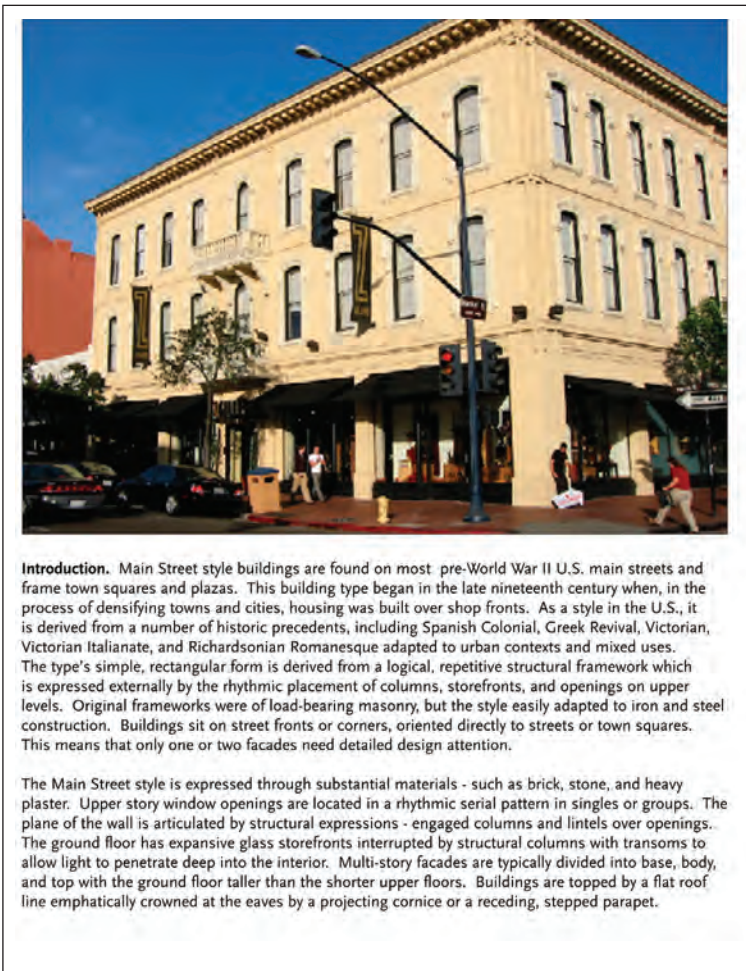 Introduction. Main Street style buildings are found on most pre-World War II U.S. main streets and
frame town squares and plazas. This building type began in the late nineteenth century when, in the
process of densifying towns and cities, housing was built over shop fronts. As a style in the U.S., it
is derived from a number of historic precedents, including Spanish Colonial, Greek Revival, Victorian,
Victorian Italianate, and Richardsonian Romanesque adapted to urban contexts and mixed uses.
The type's simple, rectangular form is derived from a logical, repetitive structural framework which
is expressed externally by the rhythmic placement of columns, storefronts, and openings on upper
levels. Original frameworks were of load-bearing masonry, but the style easily adapted to iron and steel
construction. Buildings sit on street fronts or corners, oriented directly to streets or town squares.
This means that only one or two facades need detailed design attention.
The Main Street style is expressed through substantial materials - such as brick, stone, and heavy
plaster. Upper story window openings are located in a rhythmic serial pattern in singles or groups. The
plane of the wall is articulated by structural expressions - engaged columns and lintels over openings.
The ground floor has expansive glass storefronts interrupted by structural columns with transoms to
allow light to penetrate deep into the interior. Multi-story facades are typically divided into base, body,
and top with the ground floor taller than the shorter upper floors. Buildings are topped by a flat roof
line emphatically crowned at the eaves by a projecting cornice or a receding, stepped parapet.